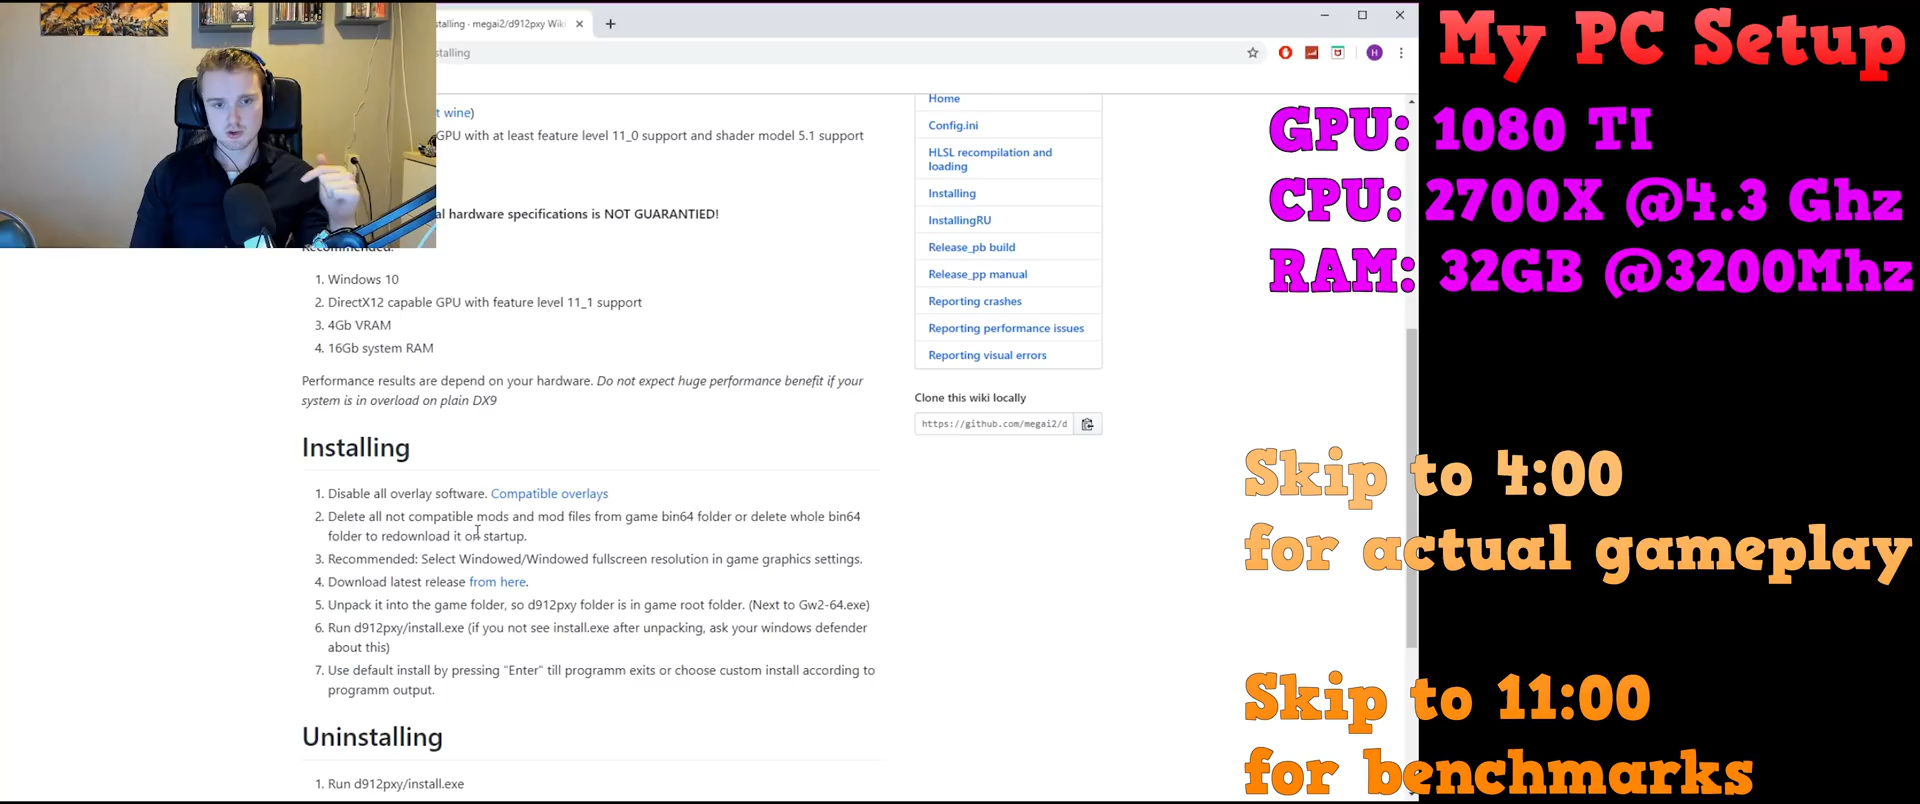 stalling · megai2/d912pxy Wiki
stalling
t wine)
GPU with at least feature level 11_0 support and shader model 5.1 support
al hardware specifications is NOT GUARANTIED!
Recommended:
1. Windows 10
2. DirectX12 capable GPU with feature level 11_1 support
3. 4Gb VRAM
4. 16Gb system RAM
Performance results are depend on your hardware. Do not expect huge performance benefit if your
system is in overload on plain DX9
Installing
1. Disable all overlay software. Compatible overlays
2. Delete all not compatible mods and mod files from game bin64 folder or delete whole bin64
folder to redownload it on startup.
3. Recommended: Select Windowed/Windowed fullscreen resolution in game graphics settings.
4. Download latest release from here.
5. Unpack it into the game folder, so d912pxy folder is in game root folder. (Next to Gw2-64.exe)
6. Run d912pxy/install.exe (if you not see install.exe after unpacking, ask your windows defender
about this)
7. Use default install by pressing "Enter" till programm exits or choose custom install according to
programm output.
Uninstalling
1. Run d912pxy/install.exe
Home
Config.ini
HLSL recompilation and
loading
Installing
InstallingRU
Release_pb build
Release_pp manual
Reporting crashes
Reporting performance issues
Reporting visual errors
Clone this wiki locally
https://github.com/megai2/d
H
My PC Setup
GPU: 1080 TI
CPU: 2700X @4.3 Ghz
RAM: 32GB @3200Mhz
Skip to 4:00
for actual gameplay
Skip to 11:00
for benchmarks